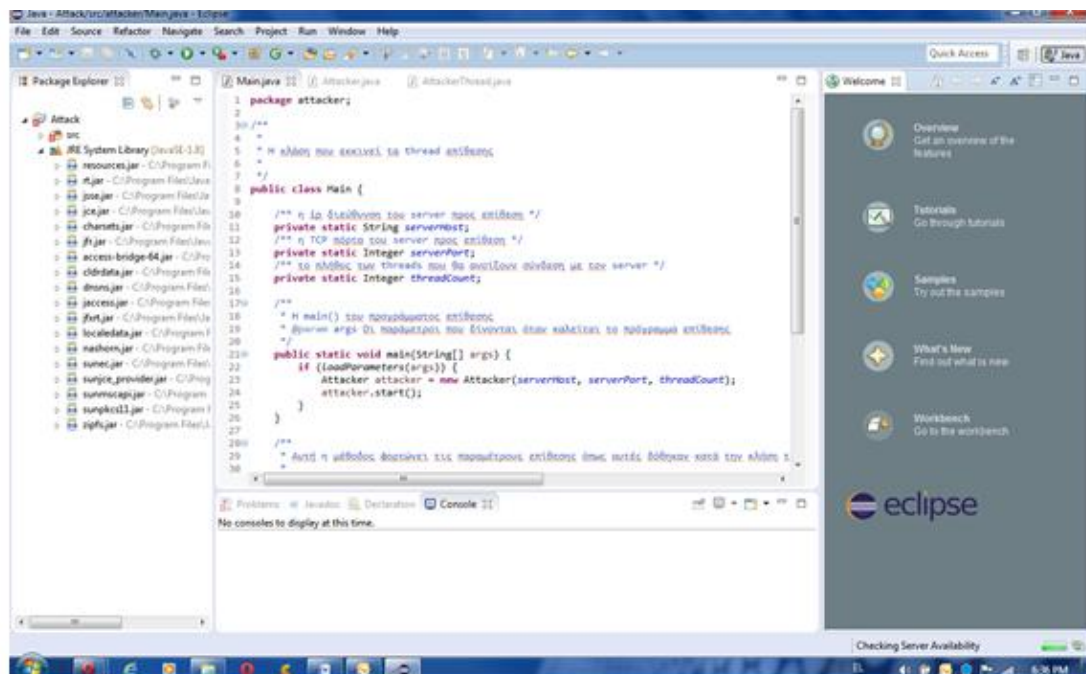 Java - Attack/src/attacker/Main.java - Eclipse
File Edit Source Refactor Navigate Search Project Run Window Help
Quick Access
Java
Package Explorer
Attack
src
JRE System Library [JavaSE-1.8]
resources.jar - C:\Program Fi
rt.jar - C:\Program Files\Java
jsse.jar - C:\Program Files\Ja
jce.jar - C:\Program Files\Jav
charsets.jar - C:\Program File
jfr.jar - C:\Program Files\Java
access-bridge-64.jar - C:\Pro
cldrdata.jar - C:\Program File
dnsns.jar - C:\Program Files\
jaccess.jar - C:\Program Files
jfxrt.jar - C:\Program Files\Ja
localedata.jar - C:\Program F
nashorn.jar - C:\Program File
sunec.jar - C:\Program Files\
sunjce_provider.jar - C:\Prog
sunmscapi.jar - C:\Program
sunpkcs11.jar - C:\Program F
zipfs.jar - C:\Program Files\J
Main.java
Attacker.java
AttackerThread.java
1 package attacker;
2
3 /**
4 *
5 * Η κλάση που εκκινεί το thread επίθεσης
6 *
7 */
8 public class Main {
9
10 /** η ip διεύθυνση του server προς επίθεση */
11 private static String serverHost;
12 /** η TCP πόρτα του server προς επίθεση */
13 private static Integer serverPort;
14 /** το πλήθος των threads που θα ανοίξουν σύνδεση με τον server */
15 private static Integer threadCount;
16
17 /**
18 * Η main() του προγράμματος επίθεσης
19 * @param args Οι παράμετροι που δίνονται όταν καλείται το πρόγραμμα επίθεσης
20 */
21 public static void main(String[] args) {
22 if (loadParameters(args)) {
23 Attacker attacker = new Attacker(serverHost, serverPort, threadCount);
24 attacker.start();
25 }
26 }
27
28 /**
29 * Αυτή η μέθοδος φορτώνει τις παραμέτρους επίθεσης όπως αυτές δόθηκαν κατά την κλήση τ
30 *
Problems Javadoc Declaration Console
No consoles to display at this time.
Welcome
Overview
Get an overview of the features
Tutorials
Go through tutorials
Samples
Try out the samples
What's New
Find out what is new
Workbench
Go to the workbench
eclipse
Checking Server Availability
EL
6:36 PM